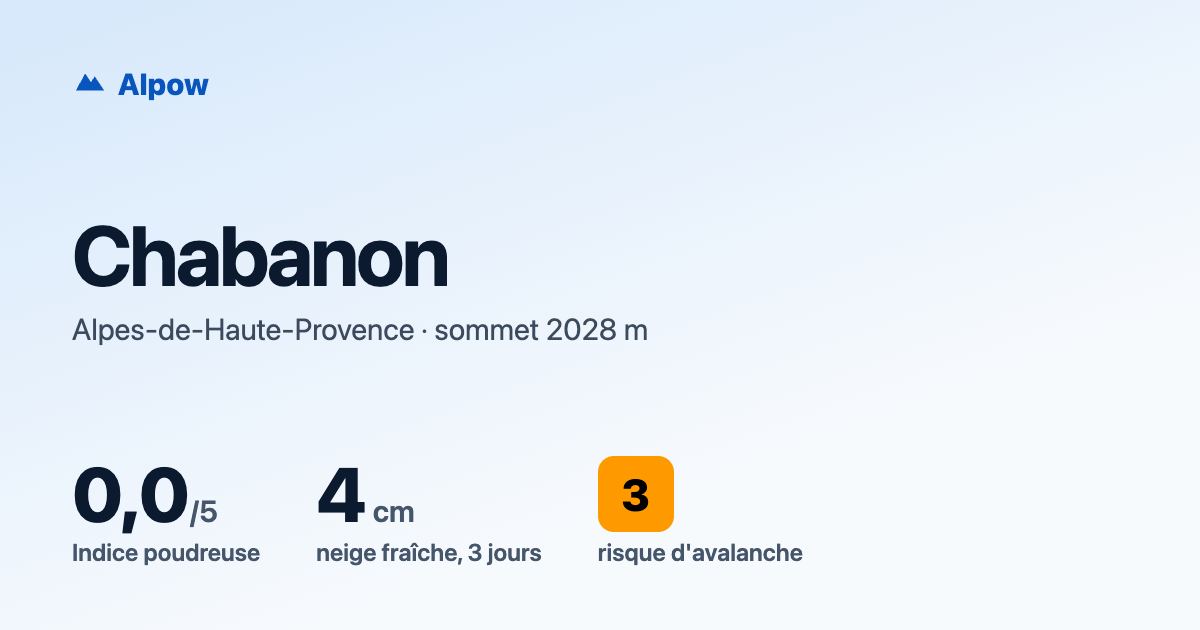 Alpow
Chabanon
Alpes-de-Haute-Provence · sommet 2028 m
0,0/5
4 cm
3
Indice poudreuse
neige fraîche, 3 jours
risque d'avalanche